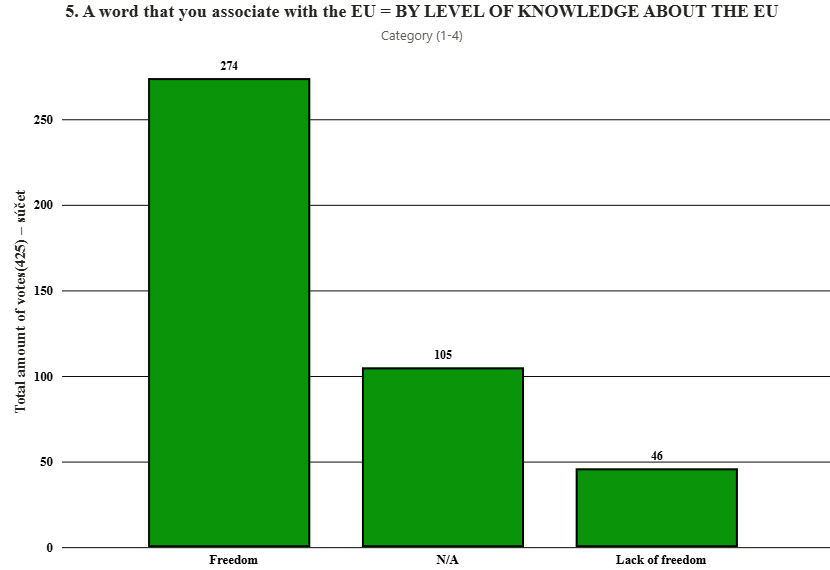 5. A word that you associate with the EU = BY LEVEL OF KNOWLEDGE ABOUT THE EU
Category (1-4)
Total amount of votes(425) – súčet
274
250
200
150
105
100
50
46
0
Freedom
N/A
Lack of freedom